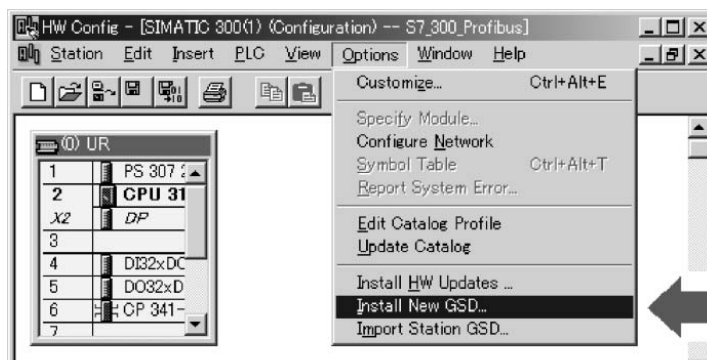 HW Config - [SIMATIC 300(1) (Configuration) -- S7_300_Profibus]
Station Edit Insert PLC View Options Window Help
Customize... Ctrl+Alt+E
Specify Module...
Configure Network
Symbol Table Ctrl+Alt+T
Report System Error...
Edit Catalog Profile
Update Catalog
Install HW Updates ...
Install New GSD...
Import Station GSD...
(0) UR
1 PS 307 2
2 CPU 31
X2 DP
3
4 DI32xDC
5 DO32xD
6 CP 341-
7